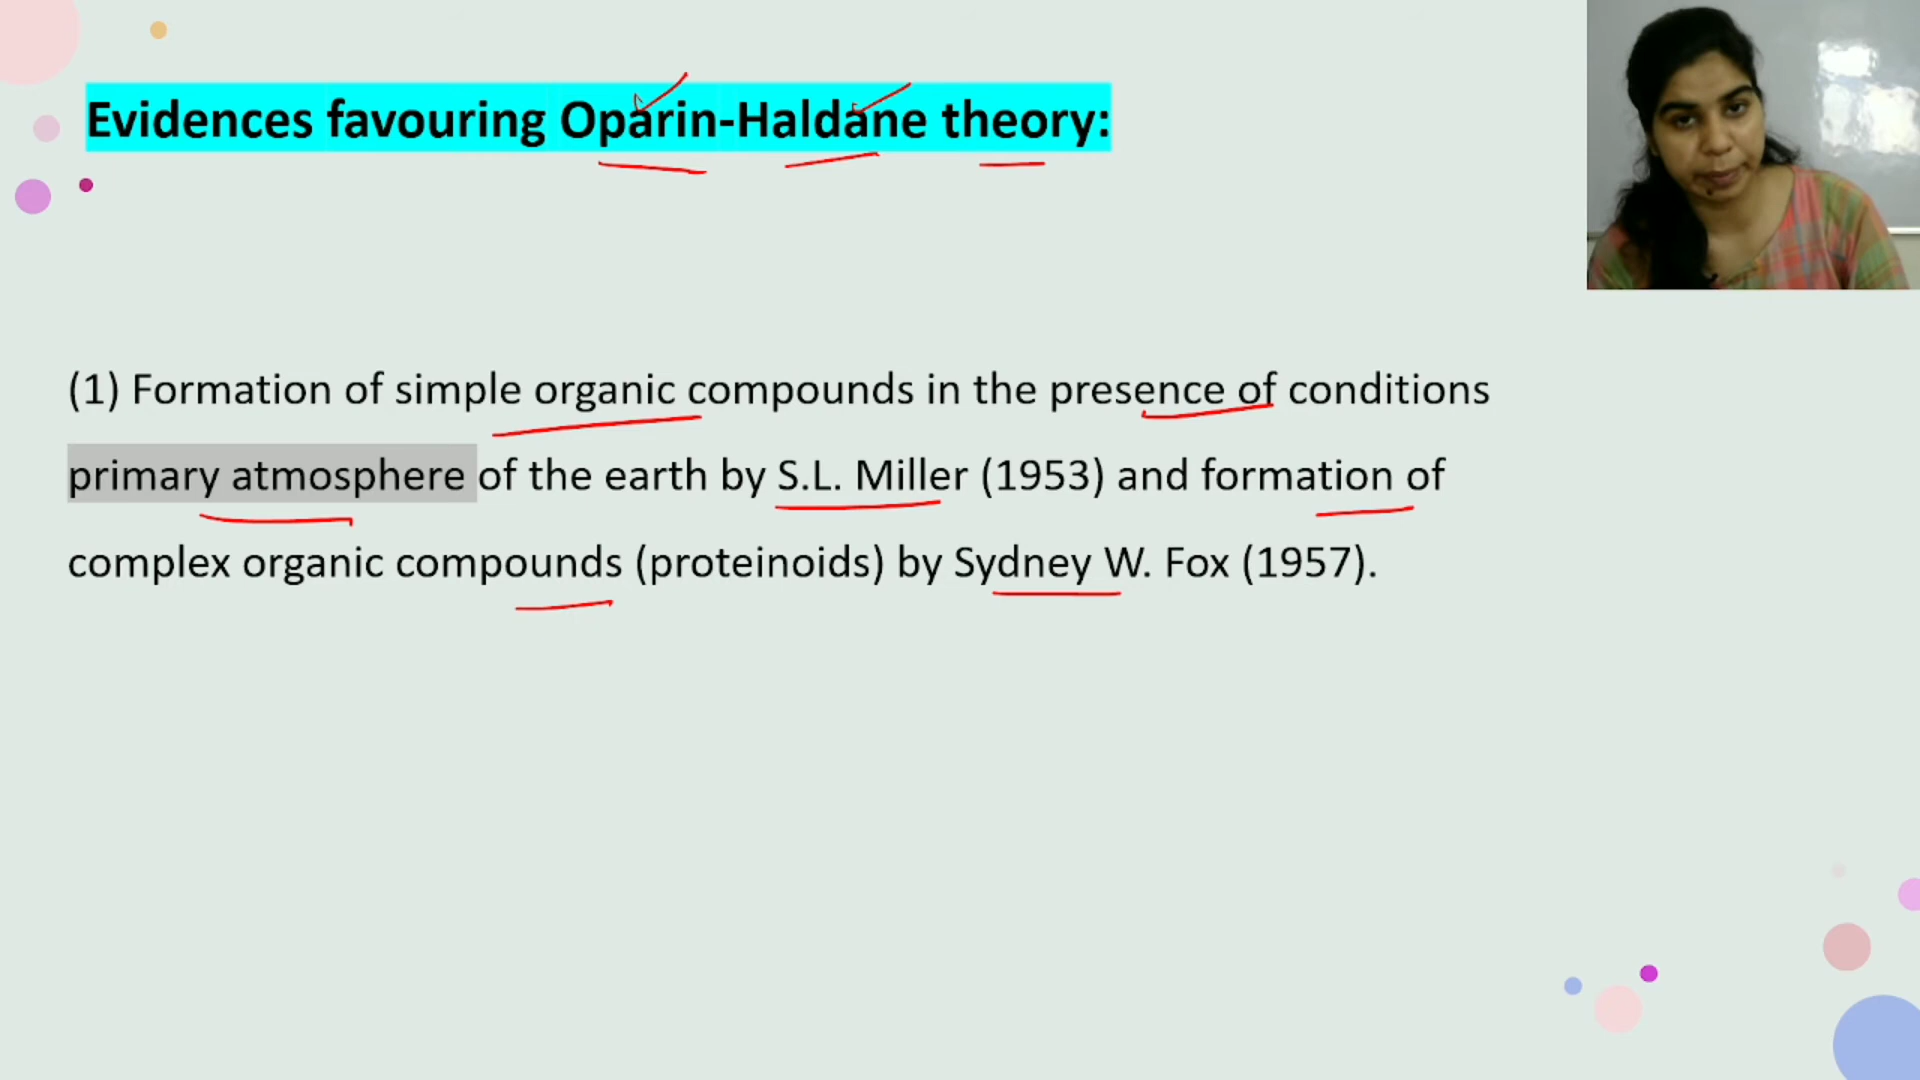 Evidences favouring Oparin-Haldane theory:
(1) Formation of simple organic compounds in the presence of conditions
primary atmosphere of the earth by S.L. Miller (1953) and formation of
complex organic compounds (proteinoids) by Sydney W. Fox (1957).